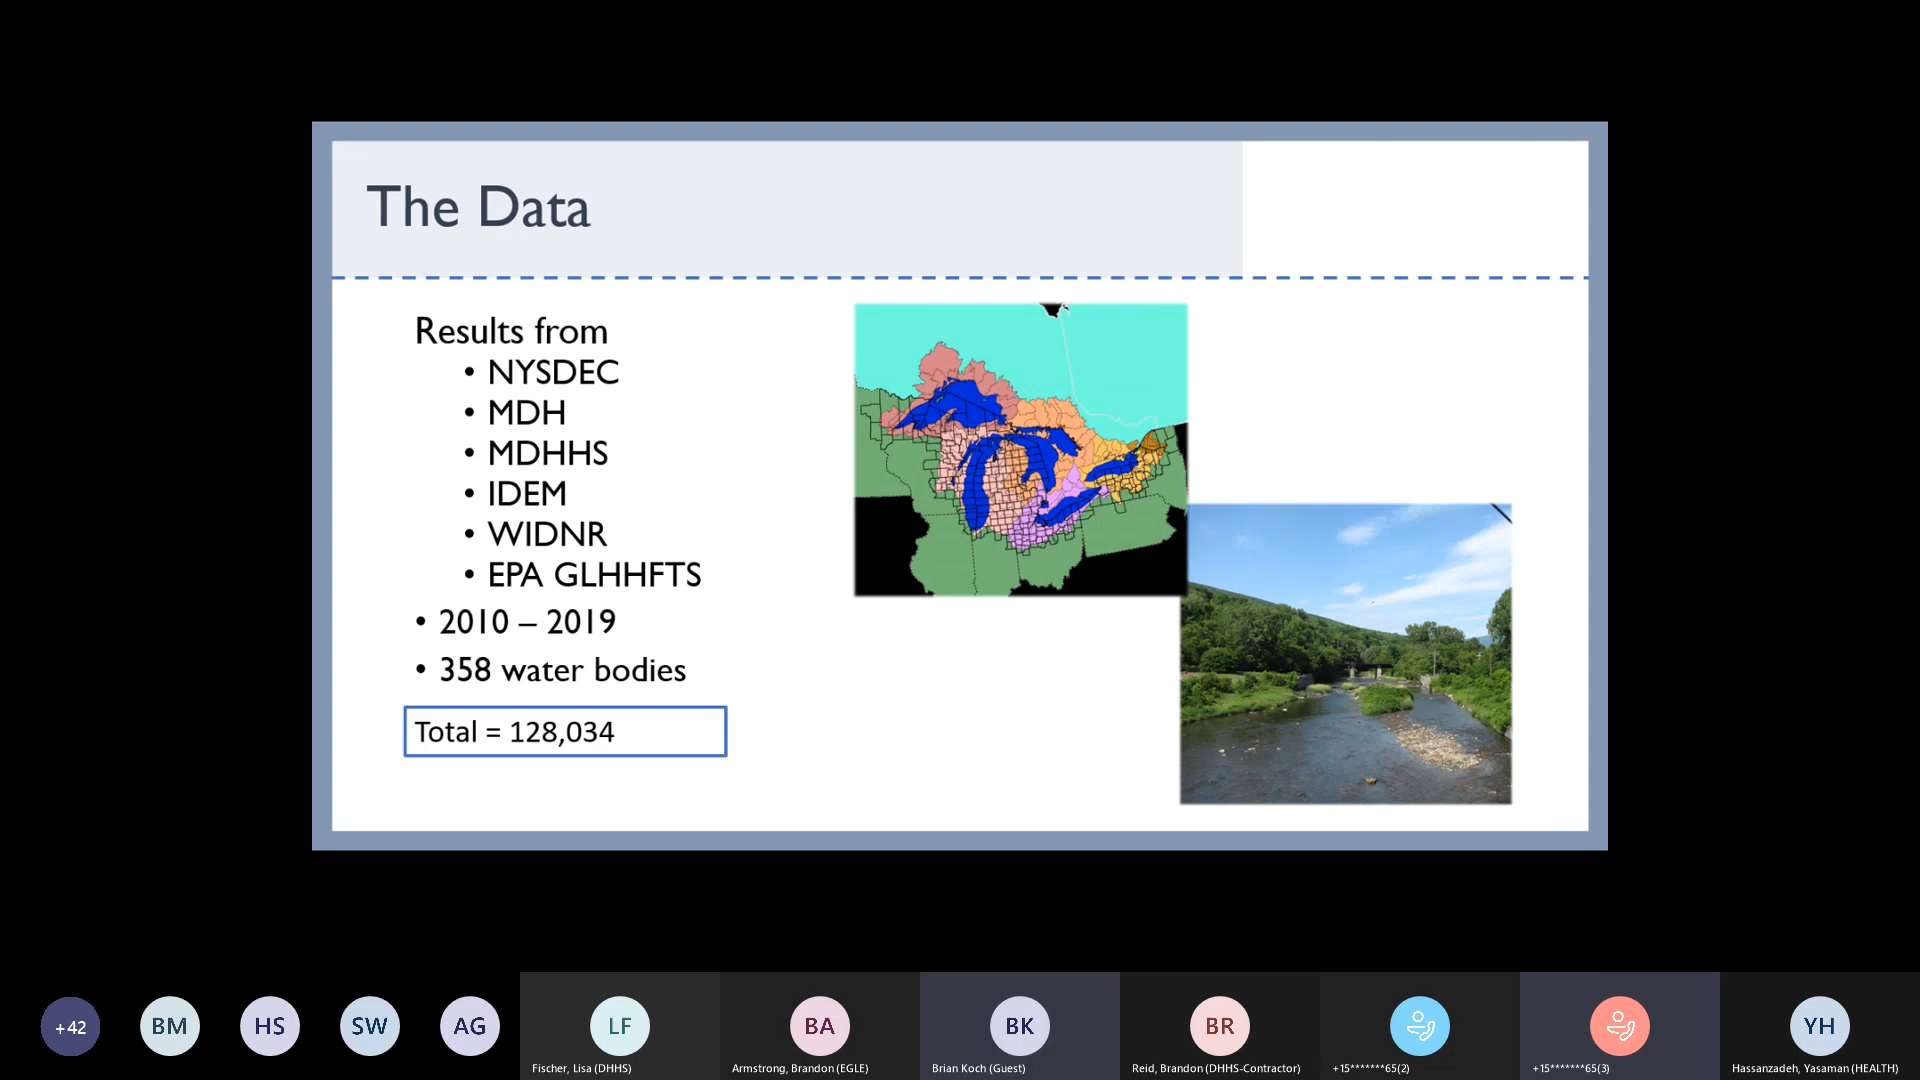 The Data
Results from
• NYSDEC
• MDH
• MDHHS
• IDEM
• WIDNR
• EPA GLHHFTS
• 2010 – 2019
• 358 water bodies
Total = 128,034
+42
BM
HS
SW
AG
LF
BA
BK
BR
YH
Fischer, Lisa (DHHS)
Armstrong, Brandon (EGLE)
Brian Koch (Guest)
Reid, Brandon (DHHS-Contractor)
+15*******65(2)
+15*******65(3)
Hassanzadeh, Yasaman (HEALTH)